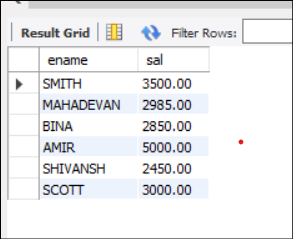 Result Grid Filter Rows:
ename sal
SMITH 3500.00
MAHADEVAN 2985.00
BINA 2850.00
AMIR 5000.00
SHIVANSH 2450.00
SCOTT 3000.00